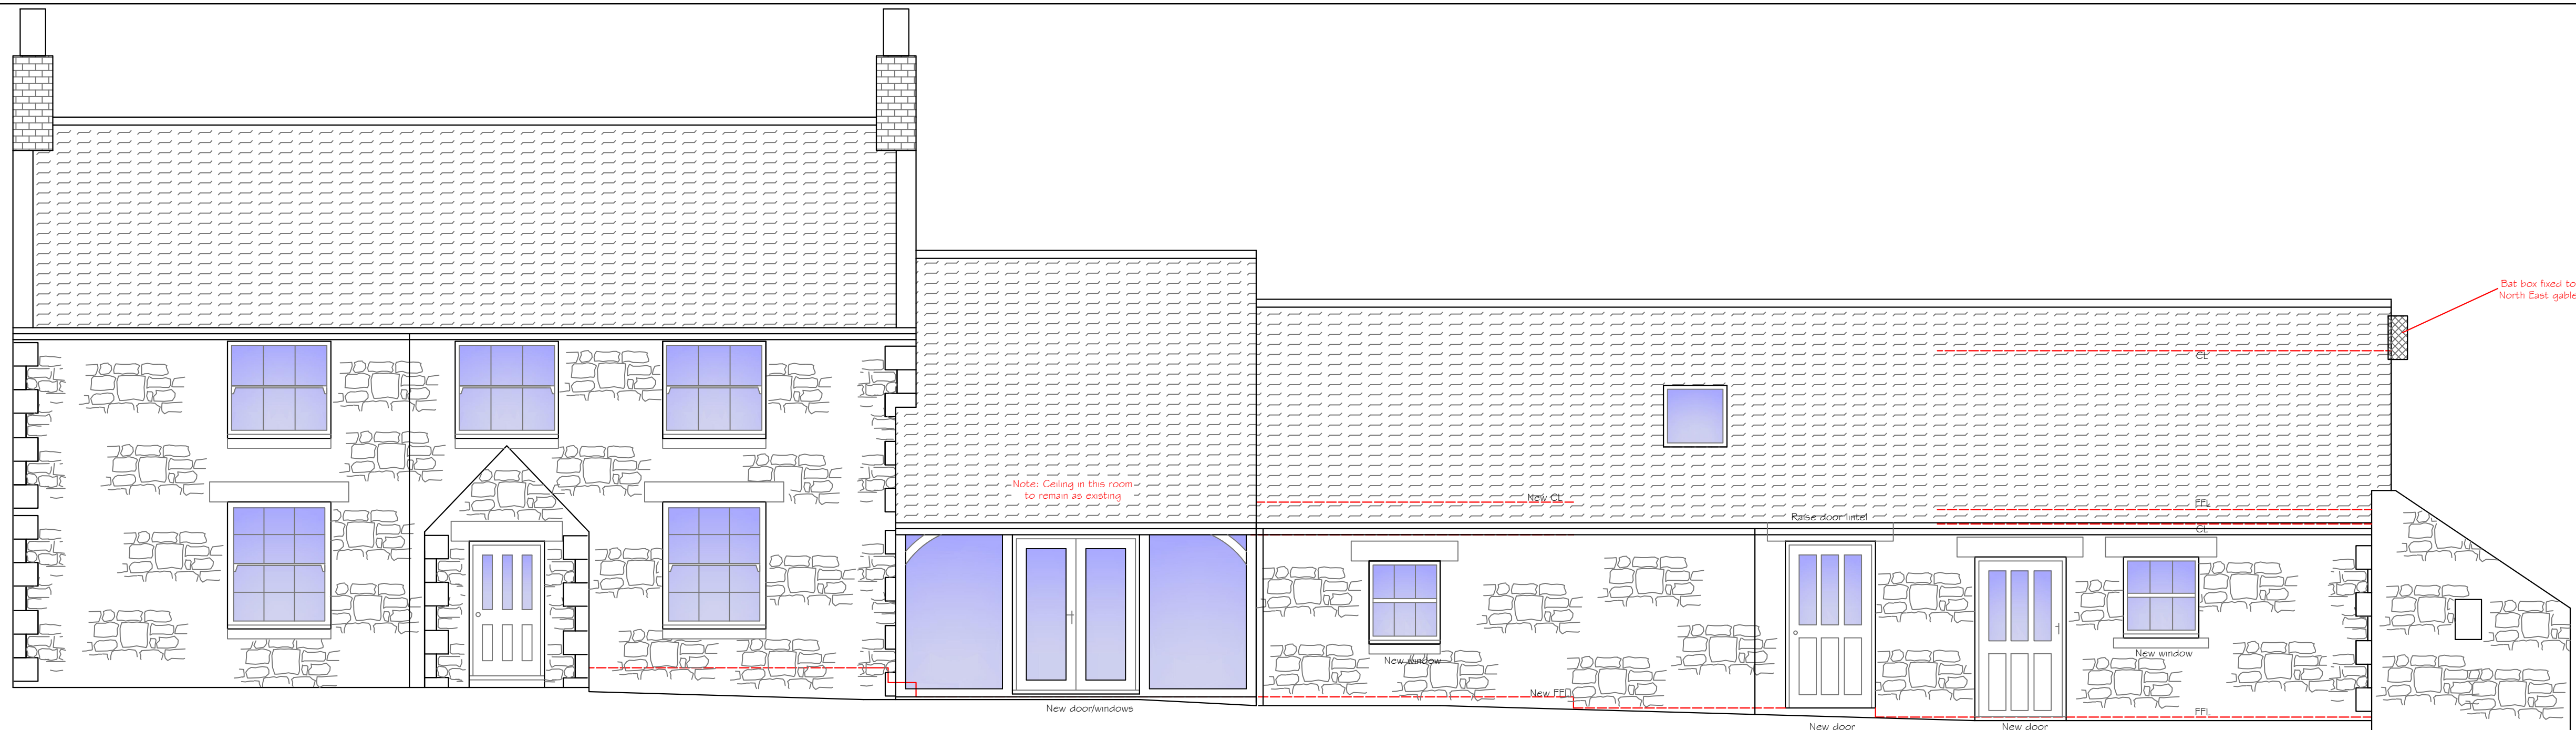 Bat box fixed to
North East gable
CL
Note: Ceiling in this room
to remain as existing
New CL
FFL
Raise door lintel
CL
New window
New window
New FFL
New door/windows
FFL
New door
New door